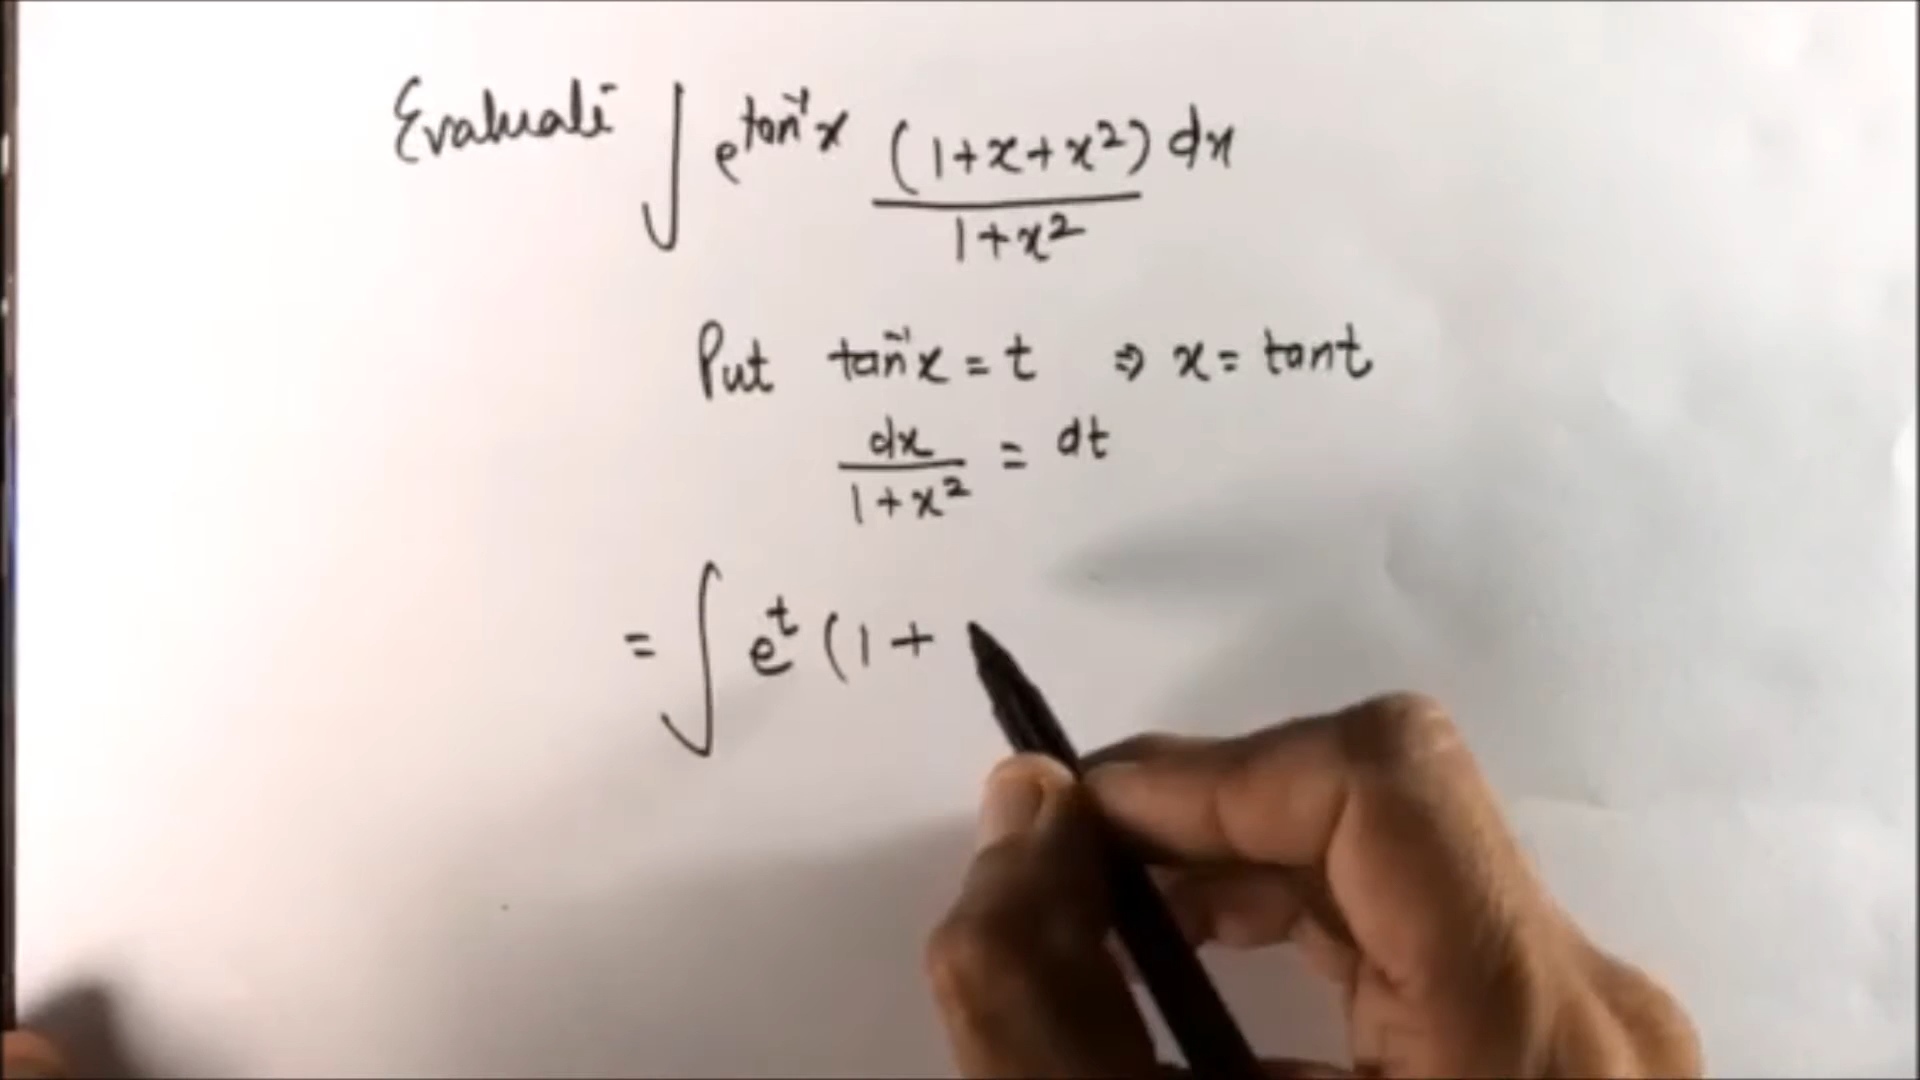 Evaluate ∫ e^tan⁻¹x (1+x+x²) dx
1+x²
Put tan⁻¹x = t ⇒ x = tant
dx
= dt
1+x²
= ∫ e^t (1+